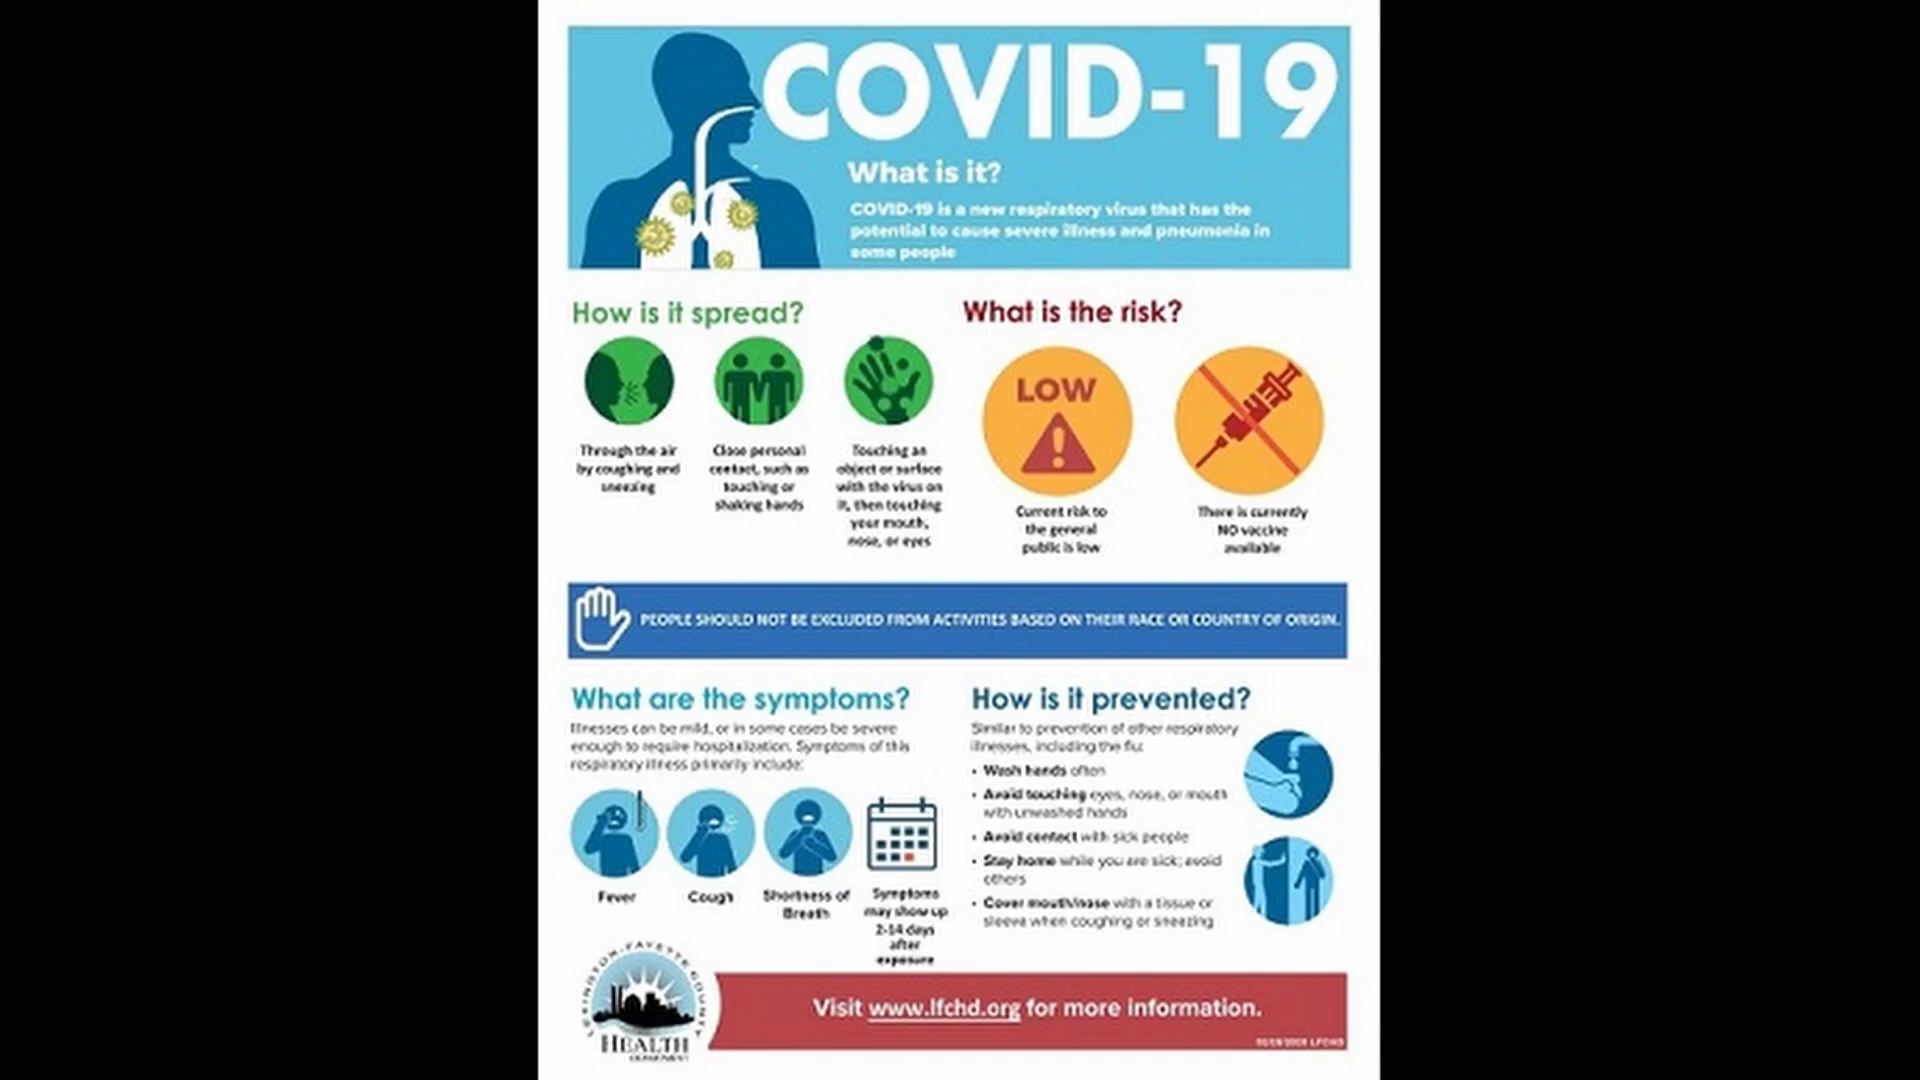 COVID-19
What is it?
COVID-19 is a new respiratory virus that has the
potential to cause severe illness and pneumonia in
some people
How is it spread?
Through the air
by coughing and
sneezing
Close personal
contact, such as
touching or
shaking hands
Touching an
object or surface
with the virus on
it, then touching
your mouth,
nose, or eyes
What is the risk?
LOW
Current risk to
the general
public is low
There is currently
NO vaccine
available
PEOPLE SHOULD NOT BE EXCLUDED FROM ACTIVITIES BASED ON THEIR RACE OR COUNTRY OF ORIGIN.
What are the symptoms?
Illnesses can be mild, or in some cases be severe
enough to require hospitalization. Symptoms of this
respiratory illness primarily include:
Fever
Cough
Shortness of
Breath
Symptoms
may show up
2-14 days
after
exposure
How is it prevented?
Similar to prevention of other respiratory
illnesses, including the flu:
• Wash hands often
• Avoid touching eyes, nose, or mouth
with unwashed hands
• Avoid contact with sick people
• Stay home while you are sick; avoid
others
• Cover mouth/nose with a tissue or
sleeve when coughing or sneezing
LEXINGTON-FAYETTE COUNTY
HEALTH
DEPARTMENT
Visit www.lfchd.org for more information.
LFCHD